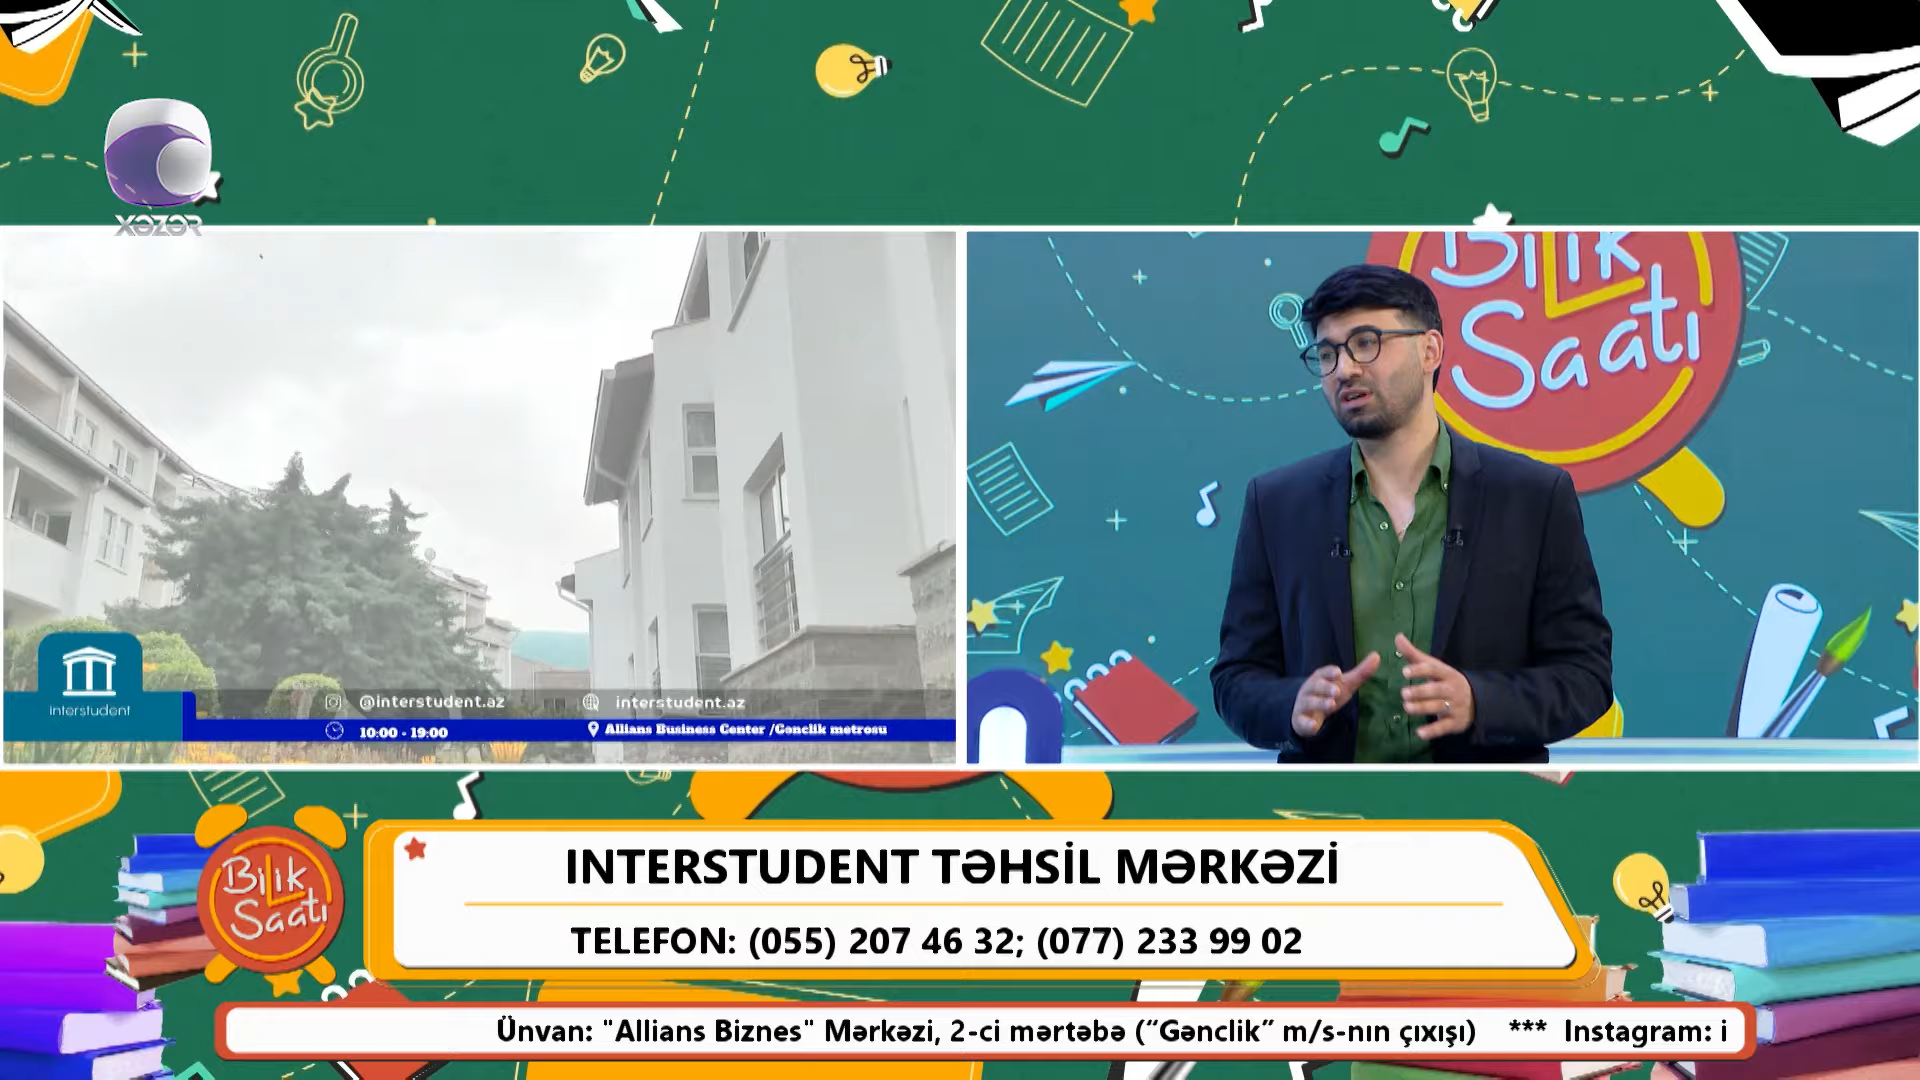 XƏZƏR
Bilik
Saatı
interstudent
@interstudent.az
interstudent.az
10:00 - 19:00
Allians Business Center /Gənclik metrosu
Bilik
Saatı
INTERSTUDENT TƏHSİL MƏRKƏZİ
TELEFON: (055) 207 46 32; (077) 233 99 02
Ünvan: "Allians Biznes" Mərkəzi, 2-ci mərtəbə (“Gənclik” m/s-nın çıxışı) *** Instagram: i